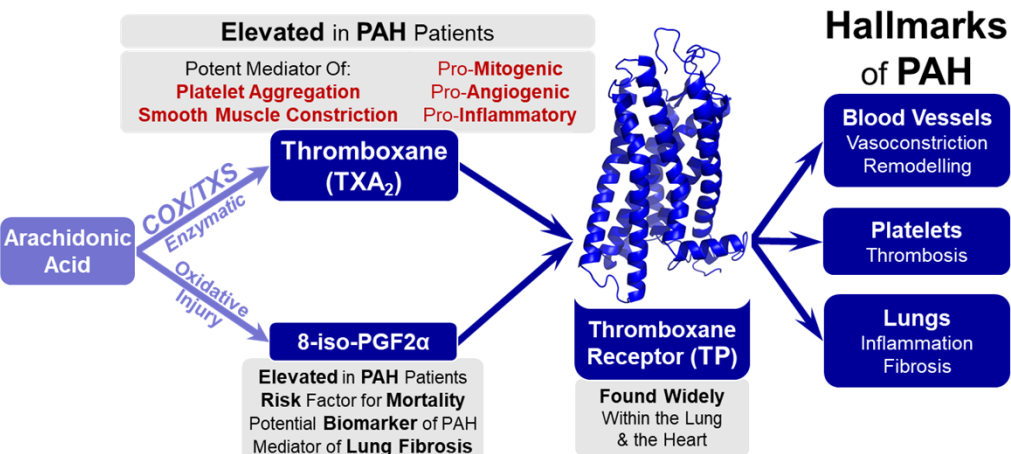 Elevated in PAH Patients
Potent Mediator Of:
Platelet Aggregation
Smooth Muscle Constriction
Pro-Mitogenic
Pro-Angiogenic
Pro-Inflammatory
Thromboxane
(TXA₂)
COX/TXS
Enzymatic
Arachidonic
Acid
Oxidative
Injury
8-iso-PGF2α
Elevated in PAH Patients
Risk Factor for Mortality
Potential Biomarker of PAH
Mediator of Lung Fibrosis
Thromboxane
Receptor (TP)
Found Widely
Within the Lung
& the Heart
Hallmarks
of PAH
Blood Vessels
Vasoconstriction
Remodelling
Platelets
Thrombosis
Lungs
Inflammation
Fibrosis